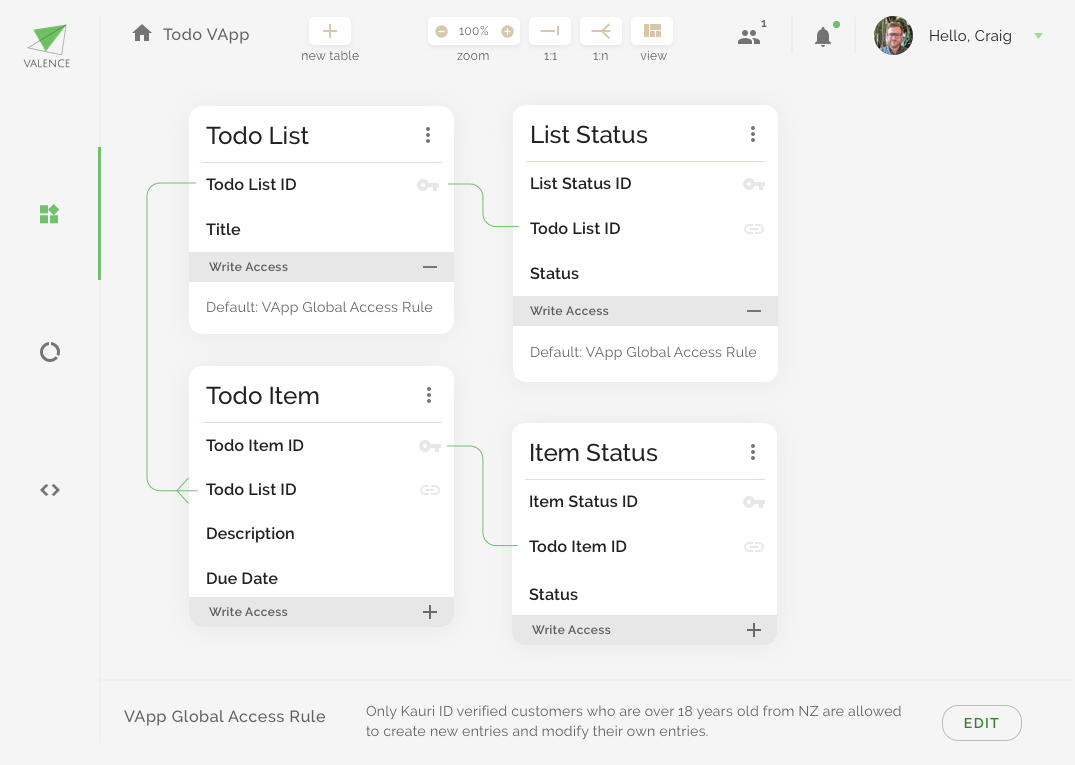 VALENCE
Todo VApp
new table
100%
zoom
1:1
1:n
view
1
Hello, Craig
Todo List
Todo List ID
Title
Write Access
Default: VApp Global Access Rule
List Status
List Status ID
Todo List ID
Status
Write Access
Default: VApp Global Access Rule
Todo Item
Todo Item ID
Todo List ID
Description
Due Date
Write Access
Item Status
Item Status ID
Todo Item ID
Status
Write Access
VApp Global Access Rule
Only Kauri ID verified customers who are over 18 years old from NZ are allowed
to create new entries and modify their own entries.
EDIT